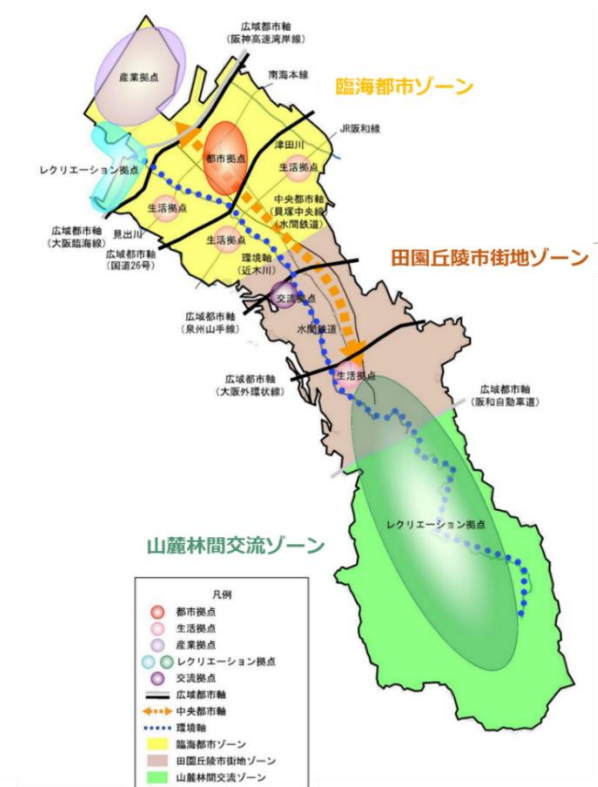 広域都市軸
（阪神高速湾岸線）
産業拠点
南海本線
臨海都市ゾーン
JR阪和線
津田川
都市拠点
レクリエーション拠点
生活拠点
生活拠点
中央都市軸
（貝塚中央線）
（水間鉄道）
広域都市軸
（大阪臨海線）
見出川
生活拠点
広域都市軸
（国道26号）
環境軸
（近木川）
田園丘陵市街地ゾーン
交流拠点
広域都市軸
（泉州山手線）
水間鉄道
生活拠点
広域都市軸
（大阪外環状線）
広域都市軸
（阪和自動車道）
レクリエーション拠点
山麓林間交流ゾーン
凡例
都市拠点
生活拠点
産業拠点
レクリエーション拠点
交流拠点
広域都市軸
中央都市軸
環境軸
臨海都市ゾーン
田園丘陵市街地ゾーン
山麓林間交流ゾーン